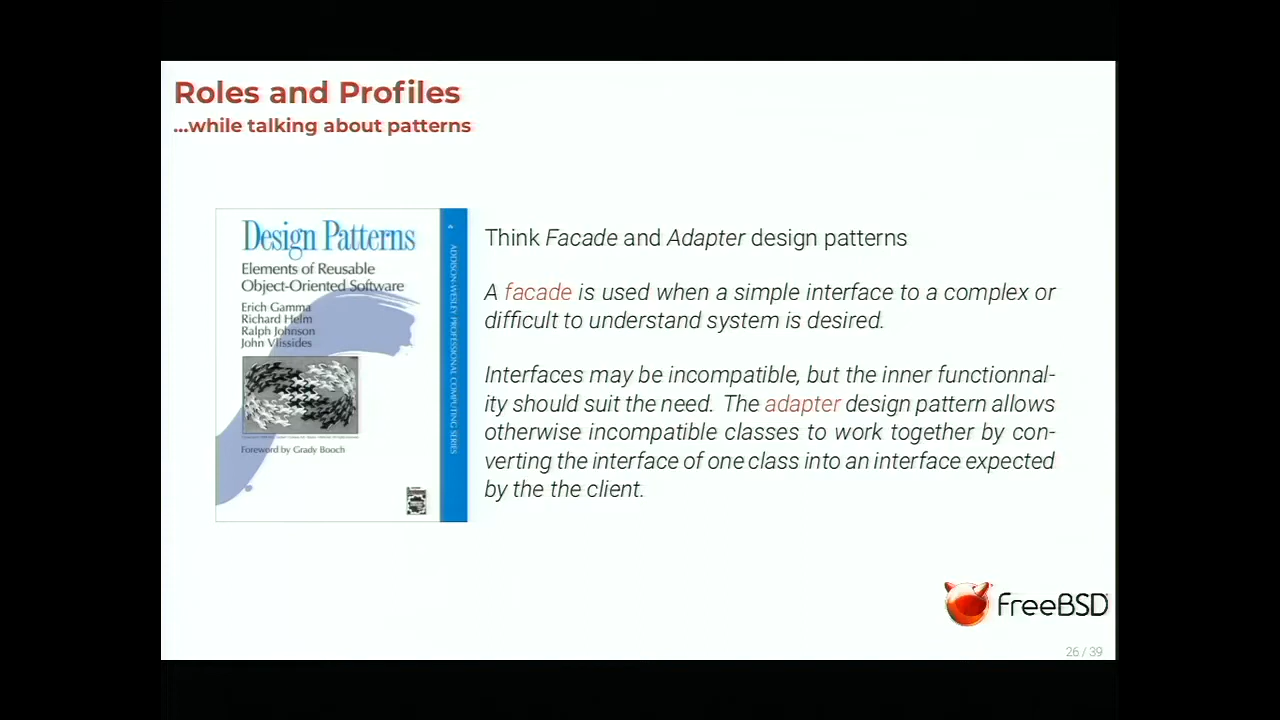 Roles and Profiles
...while talking about patterns
Design Patterns
Elements of Reusable
Object-Oriented Software
Erich Gamma
Richard Helm
Ralph Johnson
John Vlissides
Foreword by Grady Booch
ADDISON-WESLEY PROFESSIONAL COMPUTING SERIES
Think Facade and Adapter design patterns
A facade is used when a simple interface to a complex or
difficult to understand system is desired.
Interfaces may be incompatible, but the inner functionnal-
ity should suit the need. The adapter design pattern allows
otherwise incompatible classes to work together by con-
verting the interface of one class into an interface expected
by the the client.
FreeBSD
26 / 39